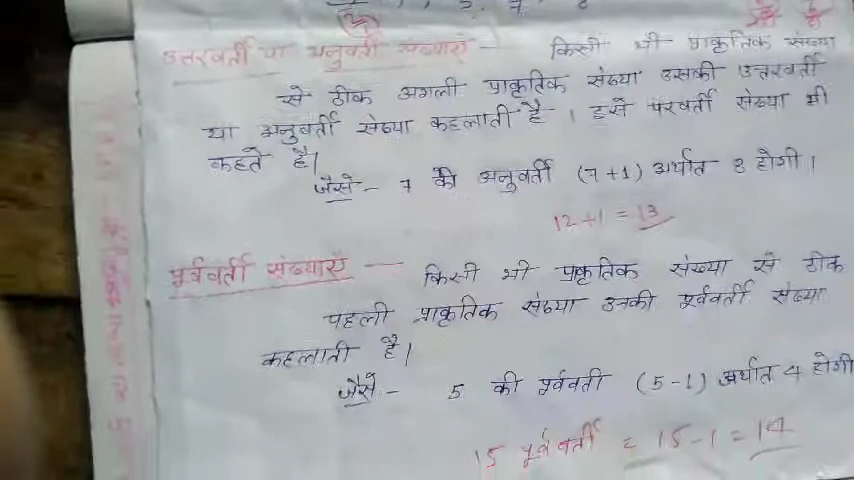 उत्तरवर्ती या अनुवर्ती संख्याएँ - किसी भी प्राकृतिक संख्या
से ठीक अगली प्राकृतिक संख्या उसकी उत्तरवर्ती
या अनुवर्ती संख्या कहलाती है । इसे परवर्ती संख्या भी
कहते है।
जैसे - 7 की अनुवर्ती (7+1) अर्थात 8 होगी।
12+1 = 13
पूर्ववर्ती संख्याएँ - किसी भी प्राकृतिक संख्या से ठीक
पहली प्राकृतिक संख्या उनकी पूर्ववर्ती संख्या
कहलाती है।
जैसे - 5 की पूर्ववर्ती (5-1) अर्थात 4 होगी
15 पूर्ववर्ती = 15-1 = 14